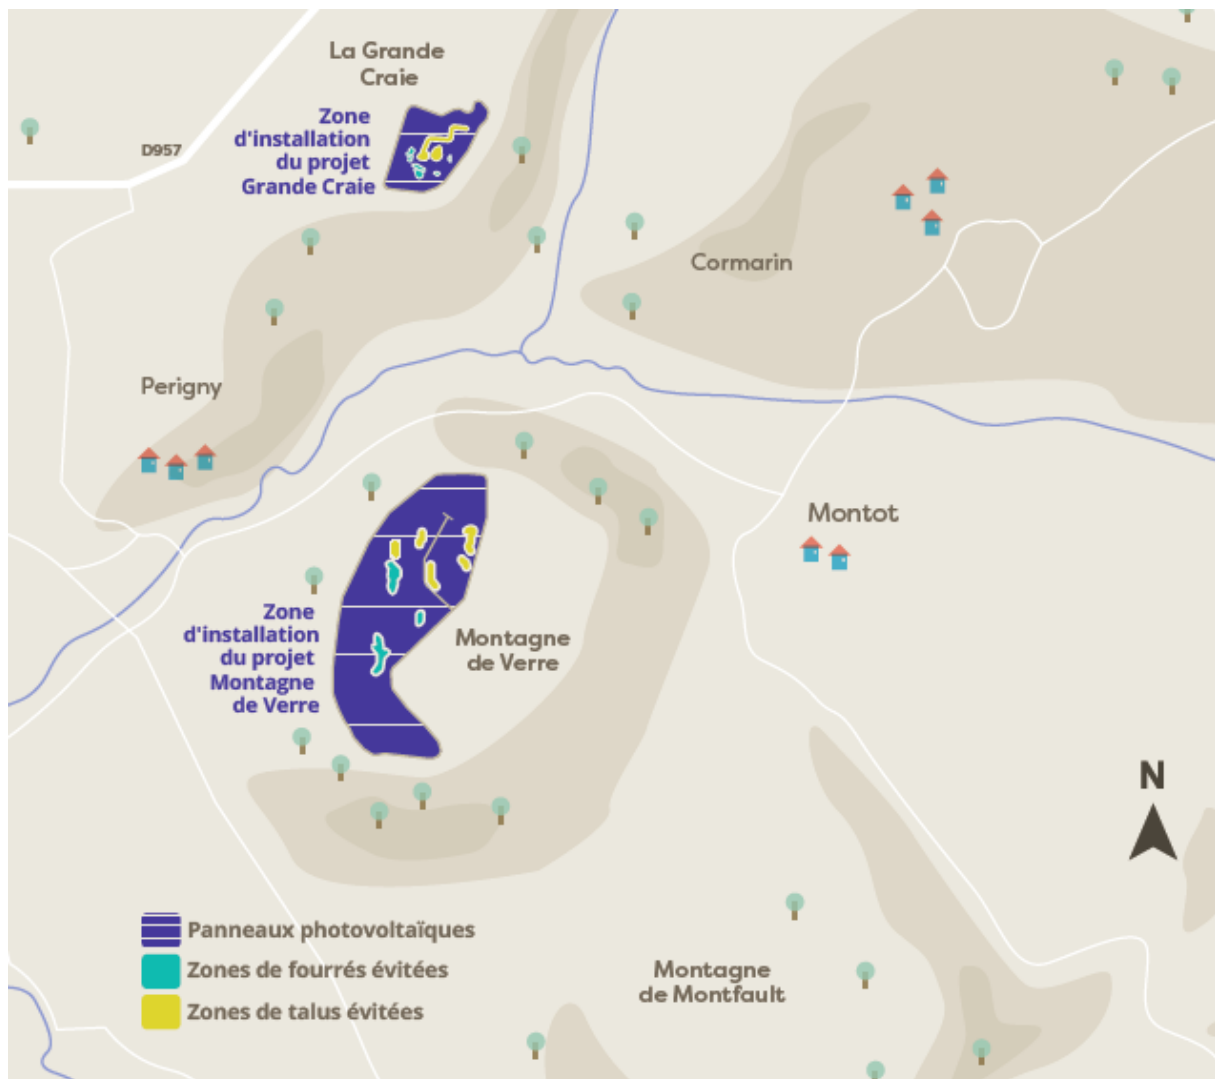 La Grande
Craie
Zone
d'installation
du projet
Grande Craie
D957
Cormarin
Perigny
Montot
Zone
d'installation
du projet
Montagne
de Verre
Montagne
de Verre
N
Panneaux photovoltaïques
Zones de fourrés évitées
Zones de talus évitées
Montagne
de Montfault